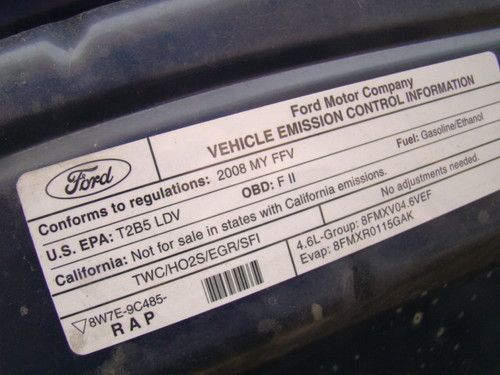 Ford
Ford Motor Company
VEHICLE EMISSION CONTROL INFORMATION
Conforms to regulations: 2008 MY FFV
Fuel: Gasoline/Ethanol
U.S. EPA: T2B5 LDV
OBD: F II
California: Not for sale in states with California emissions.
No adjustments needed.
TWC/HO2S/EGR/SFI
4.6L-Group: 8FMXV04.6VEF
Evap: 8FMXR0115GAK
8W7E-9C485-
RAP